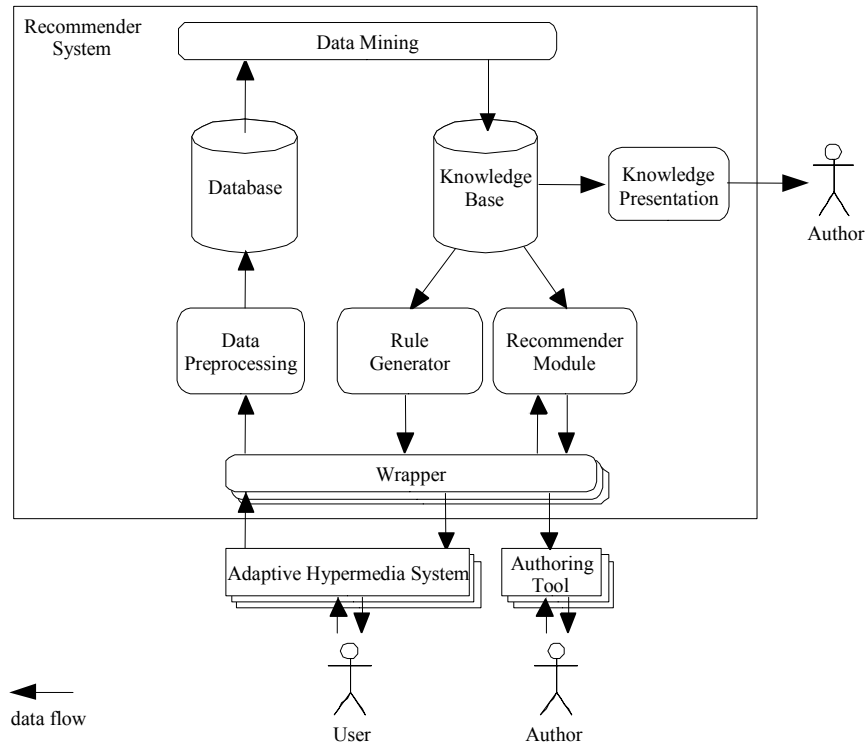 Recommender
System
Data Mining
Database
Knowledge
Base
Knowledge
Presentation
Author
Data
Preprocessing
Rule
Generator
Recommender
Module
Wrapper
Adaptive Hypermedia System
Authoring
Tool
User
Author
data flow